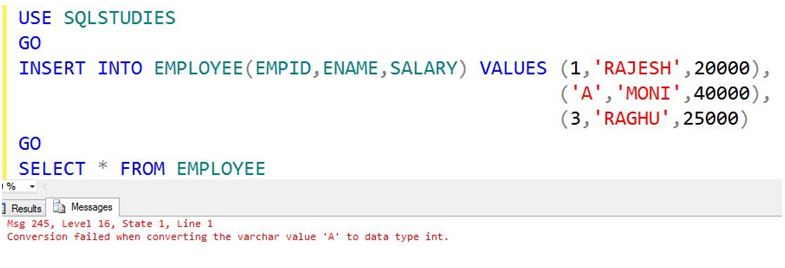 USE SQLSTUDIES
GO
INSERT INTO EMPLOYEE(EMPID,ENAME,SALARY) VALUES (1,'RAJESH',20000),
('A','MONI',40000),
(3,'RAGHU',25000)
GO
SELECT * FROM EMPLOYEE
0 %
Results Messages
Msg 245, Level 16, State 1, Line 1
Conversion failed when converting the varchar value 'A' to data type int.